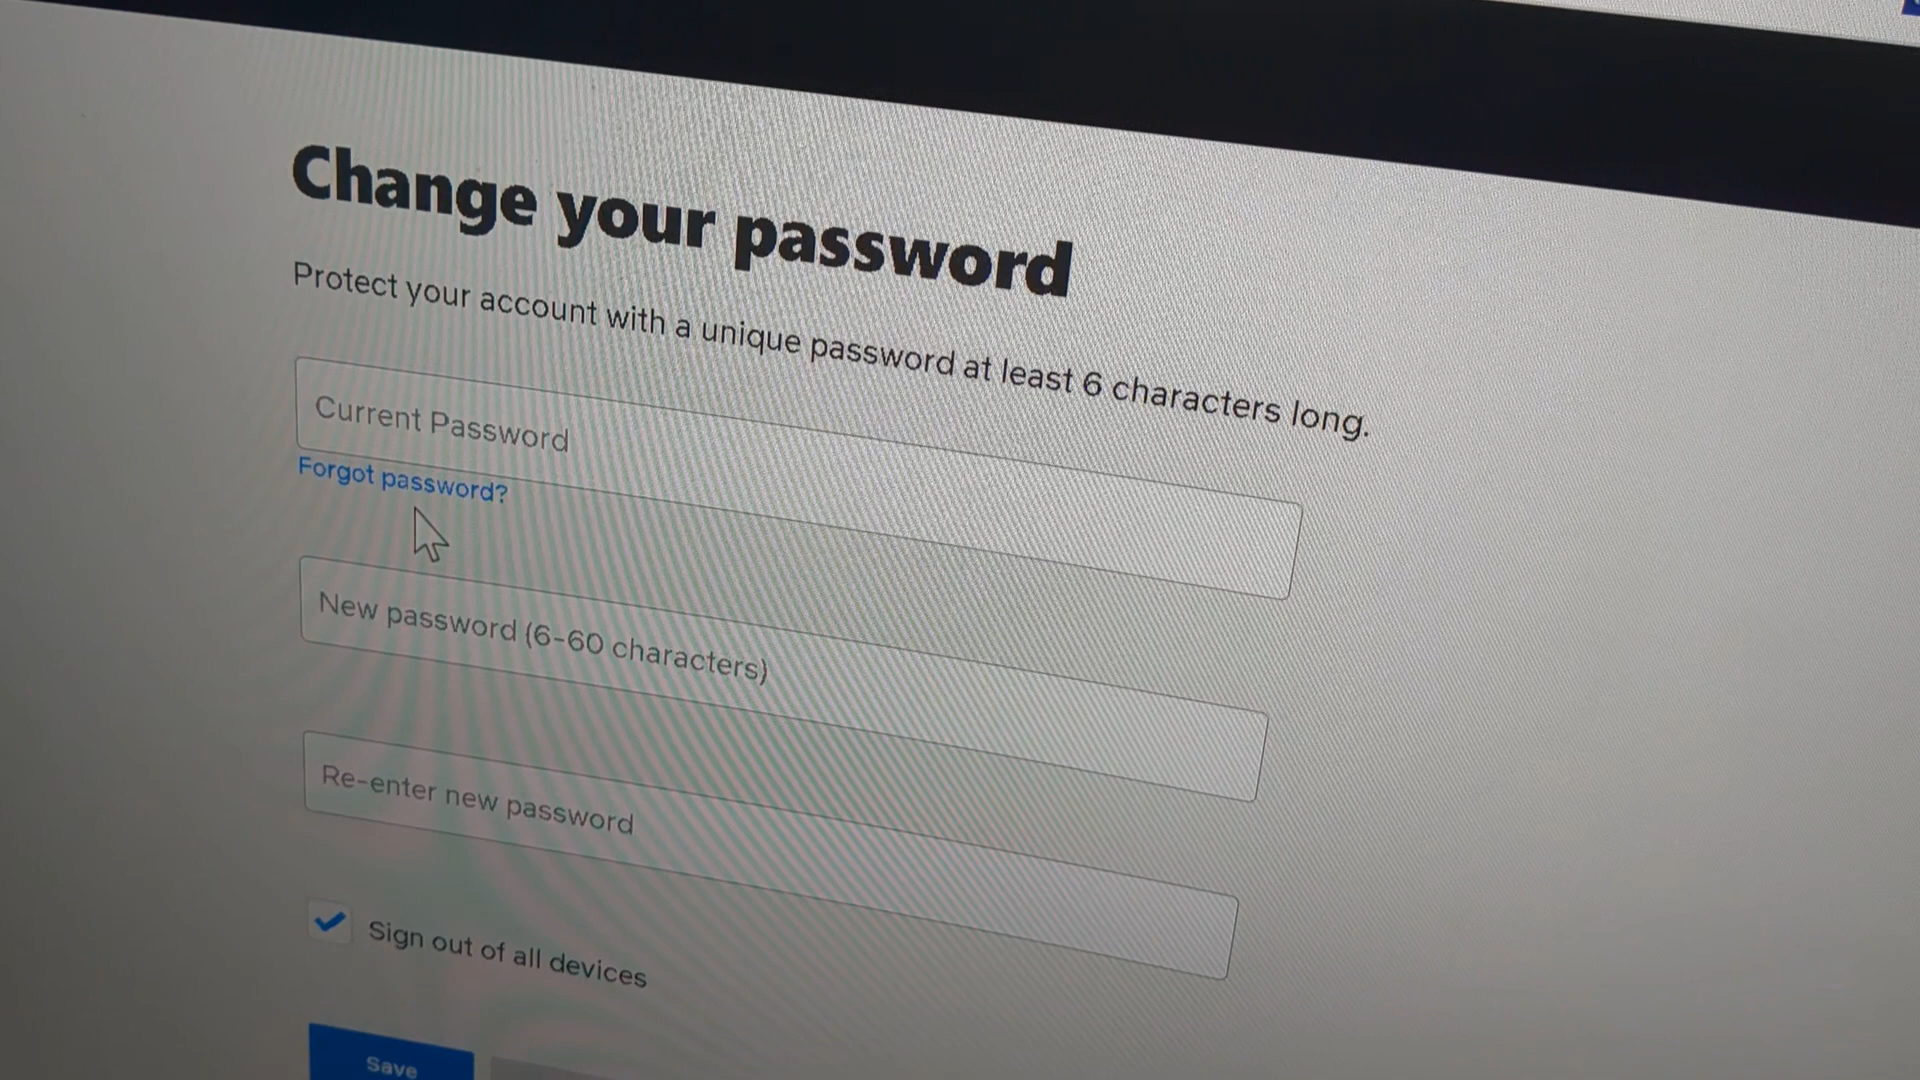 Change your password
Protect your account with a unique password at least 6 characters long.
Current Password
Forgot password?
New password (6-60 characters)
Re-enter new password
Sign out of all devices
Save